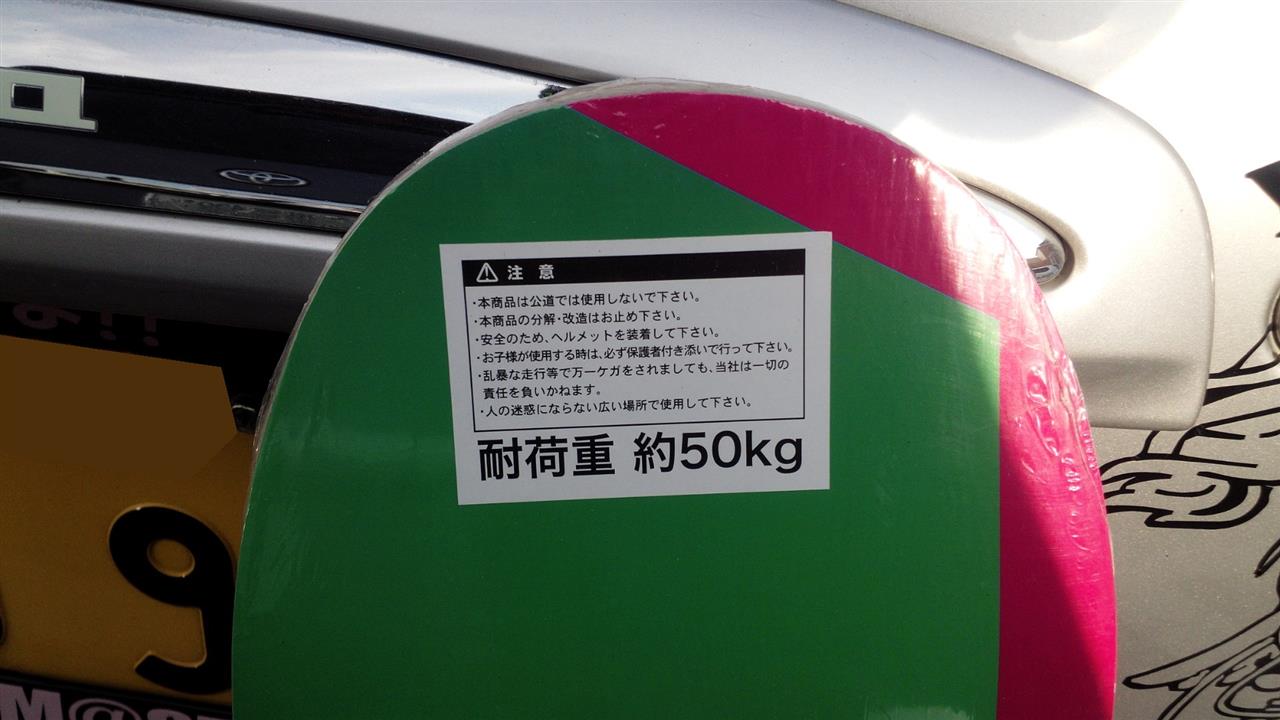 注意
・本商品は公道では使用しないで下さい。
・本商品の分解・改造はお止め下さい。
・安全のため、ヘルメットを装着して下さい。
・お子様が使用する時は、必ず保護者付き添いで行って下さい。
・乱暴な走行等で万一ケガをされましても、当社は一切の
責任を負いかねます。
・人の迷惑にならない広い場所で使用して下さい。
耐荷重 約50kg
9
M@ST